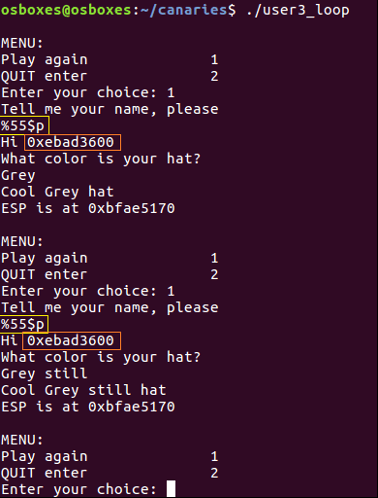 osboxes@osboxes:~/canaries$ ./user3_loop
MENU:
Play again 1
QUIT enter 2
Enter your choice: 1
Tell me your name, please
%55$p
Hi 0xebad3600
What color is your hat?
Grey
Cool Grey hat
ESP is at 0xbfae5170
MENU:
Play again 1
QUIT enter 2
Enter your choice: 1
Tell me your name, please
%55$p
Hi 0xebad3600
What color is your hat?
Grey still
Cool Grey still hat
ESP is at 0xbfae5170
MENU:
Play again 1
QUIT enter 2
Enter your choice: